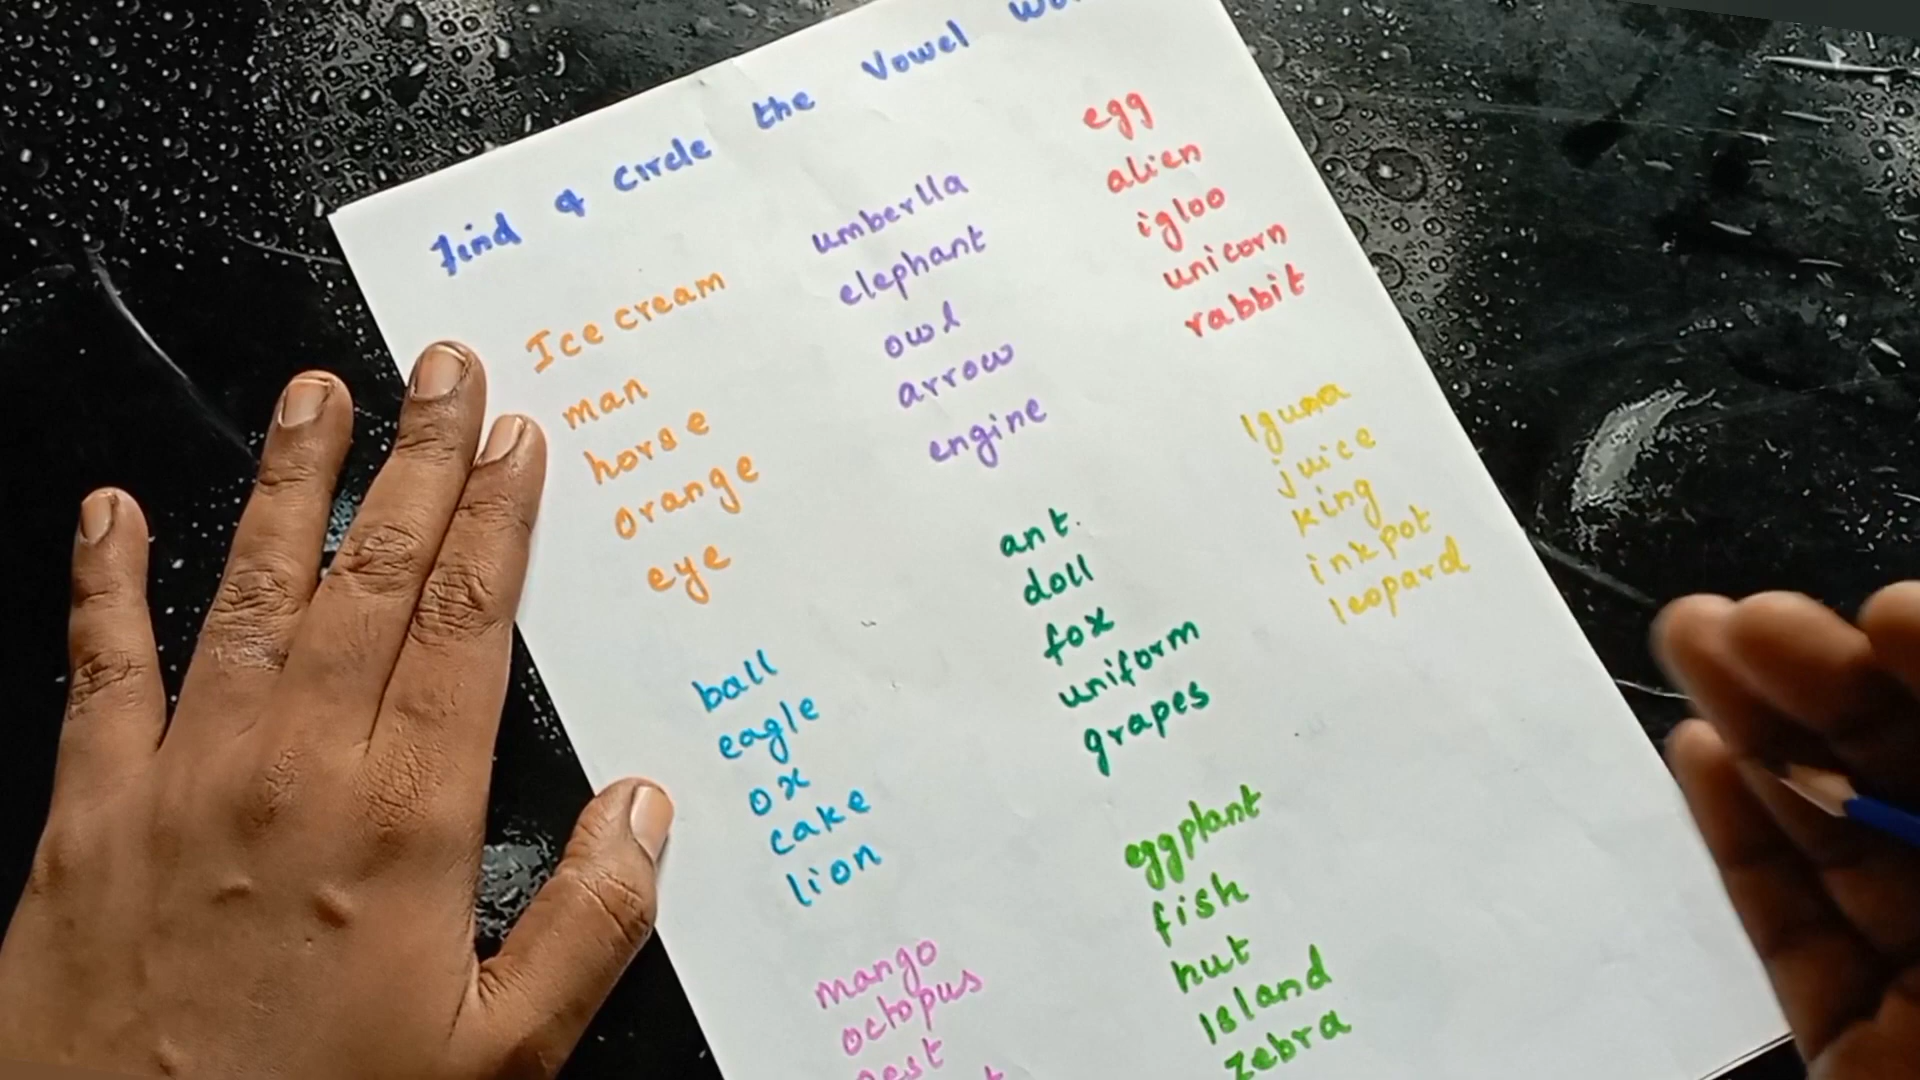 Find & circle the Vowel
Ice cream
man
horse
orange
eye
umberlla
elephant
owl
arrow
engine
egg
alien
igloo
unicorn
rabbit
ball
eagle
ox
cake
lion
ant.
doll
fox
uniform
grapes
Iguna
juice
king
inkpot
leopard
mango
octopus
eggplant
fish
hut
Island
zebra